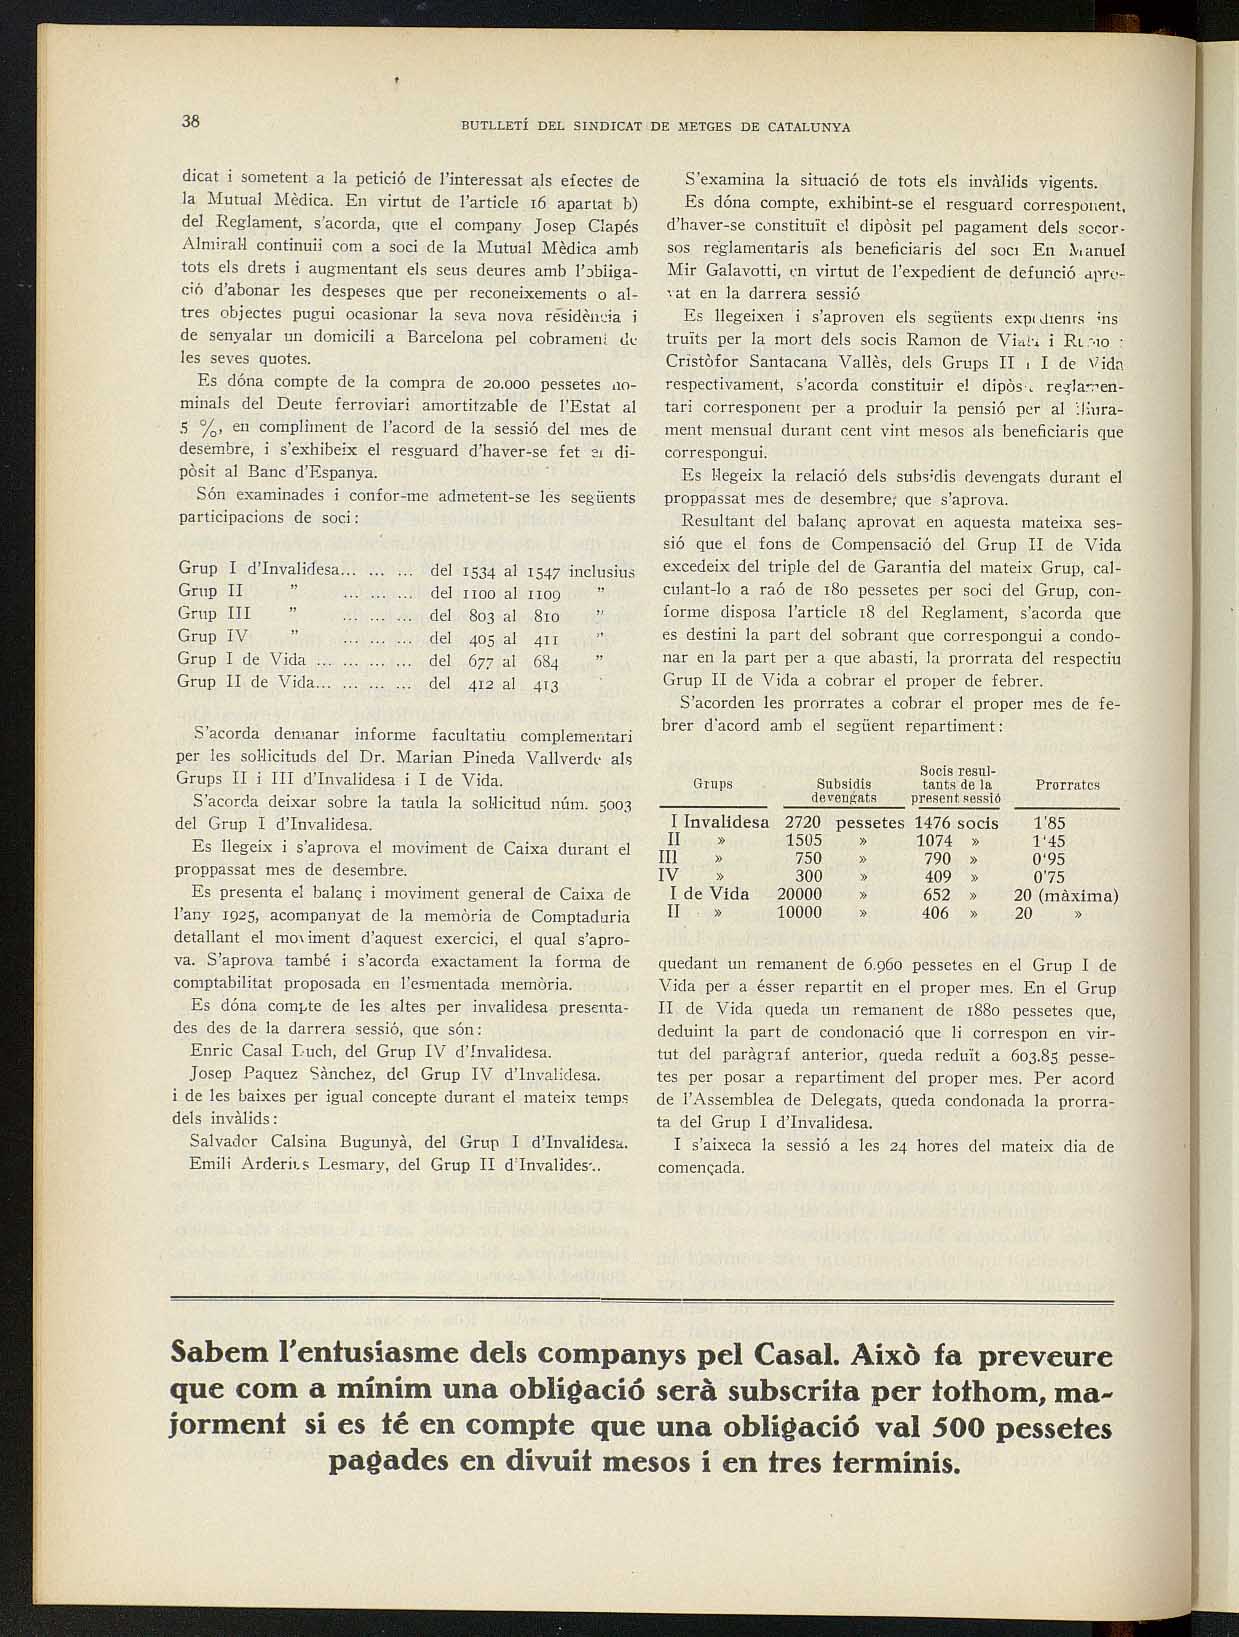 38
BUTLLETÍ DEL SINDICAT DE METGES DE CATALUNYA
dicat i sometent a la petició de l'interessat als efectes de
la Mutual Mèdica. En virtut de l'article 16 apartat b)
del Reglament, s'acorda, que el company Josep Clapés
Almirall continuii com a soci de la Mutual Mèdica amb
tots els drets i augmentant els seus deures amb l'obliga-
ció d'abonar les despeses que per reconeixements o al-
tres objectes pugui ocasionar la seva nova residència i
de senyalar un domicili a Barcelona pel cobrament de
les seves quotes.
Es dóna compte de la compra de 20.000 pessetes no-
minals del Deute ferroviari amortitzable de l'Estat al
5 %, en compliment de l'acord de la sessió del mes de
desembre, i s'exhibeix el resguard d'haver-se fet el di-
pòsit al Banc d'Espanya.
Són examinades i confor-me admetent-se les següents
participacions de soci:
Grup I d'Invalidesa... ... ... del 1534 al 1547 inclusius
Grup II " ... ... ... del 1100 al 1109 "
Grup III " ... ... ... del 803 al 810 "
Grup IV " ... ... ... del 405 al 411 "
Grup I de Vida ... ... ... ... del 677 al 684 "
Grup II de Vida... ... ... ... del 412 al 413
S'acorda demanar informe facultatiu complementari
per les sol·licituds del Dr. Marian Pineda Vallverdu als
Grups II i III d'Invalidesa i I de Vida.
S'acorda deixar sobre la taula la sol·licitud núm. 5003
del Grup I d'Invalidesa.
Es llegeix i s'aprova el moviment de Caixa durant el
proppassat mes de desembre.
Es presenta el balanç i moviment general de Caixa de
l'any 1925, acompanyat de la memòria de Comptaduria
detallant el moviment d'aquest exercici, el qual s'apro-
va. S'aprova també i s'acorda exactament la forma de
comptabilitat proposada en l'esmentada memòria.
Es dóna compte de les altes per invalidesa presenta-
des des de la darrera sessió, que són:
Enric Casal Lluch, del Grup IV d'Invalidesa.
Josep Paquez Sànchez, del Grup IV d'Invalidesa.
i de les baixes per igual concepte durant el mateix temps
dels invàlids:
Salvador Calsina Bugunyà, del Grup I d'Invalidesa.
Emili Lesmary, del Grup II d'Invalidesa.
S'examina la situació de tots els invàlids vigents.
Es dóna compte, exhibint-se el resguard corresponent,
d'haver-se constituït el dipòsit pel pagament dels socor-
sos reglamentaris als beneficiaris del soci En Manuel
Mir Galavotti, en virtut de l'expedient de defunció apro-
vat en la darrera sessió
Es llegeixen i s'aproven els següents expedients ins
truïts per la mort dels socis Ramon de i
Cristòfor Santacana Vallès, dels Grups II i I de Vida
respectivament, s'acorda constituir el dipòsit reglamen-
tari corresponent per a produir la pensió per al lliura-
ment mensual durant cent vint mesos als beneficiaris que
correspongui.
Es llegeix la relació dels subsidis devengats durant el
proppassat mes de desembre, que s'aprova.
Resultant del balanç aprovat en aquesta mateixa ses-
sió que el fons de Compensació del Grup II de Vida
excedeix del triple del de Garantia del mateix Grup, cal-
culant-lo a raó de 180 pessetes per soci del Grup, con-
forme disposa l'article 18 del Reglament, s'acorda que
es destini la part del sobrant que correspongui a condo-
nar en la part per a que abasti, la prorrata del respectiu
Grup II de Vida a cobrar el proper de febrer.
S'acorden les prorrates a cobrar el proper mes de fe-
brer d'acord amb el següent repartiment:
Grups Subsidis devengats Socis resul-tants de la present sessió Prorrates
I Invalidesa 2720 pessetes 1476 socis 1'85
II » 1505 » 1074 » 1'45
III » 750 » 790 » 0'95
IV » 300 » 409 » 0'75
I de Vida 20000 » 652 » 20 (màxima)
II » 10000 » 406 » 20 »
quedant un remanent de 6.960 pessetes en el Grup I de
Vida per a ésser repartit en el proper mes. En el Grup
II de Vida queda un remanent de 1880 pessetes que,
deduint la part de condonació que li correspon en vir-
tut del paràgraf anterior, queda reduït a 603.85 pesse-
tes per posar a repartiment del proper mes. Per acord
de l'Assemblea de Delegats, queda condonada la prorra-
ta del Grup I d'Invalidesa.
I s'aixeca la sessió a les 24 hores del mateix dia de
començada.
Sabem l'entusiasme dels companys pel Casal. Això fa preveure
que com a mínim una obligació serà subscrita per tothom, ma-
jorment si es té en compte que una obligació val 500 pessetes
pagades en divuit mesos i en tres terminis.